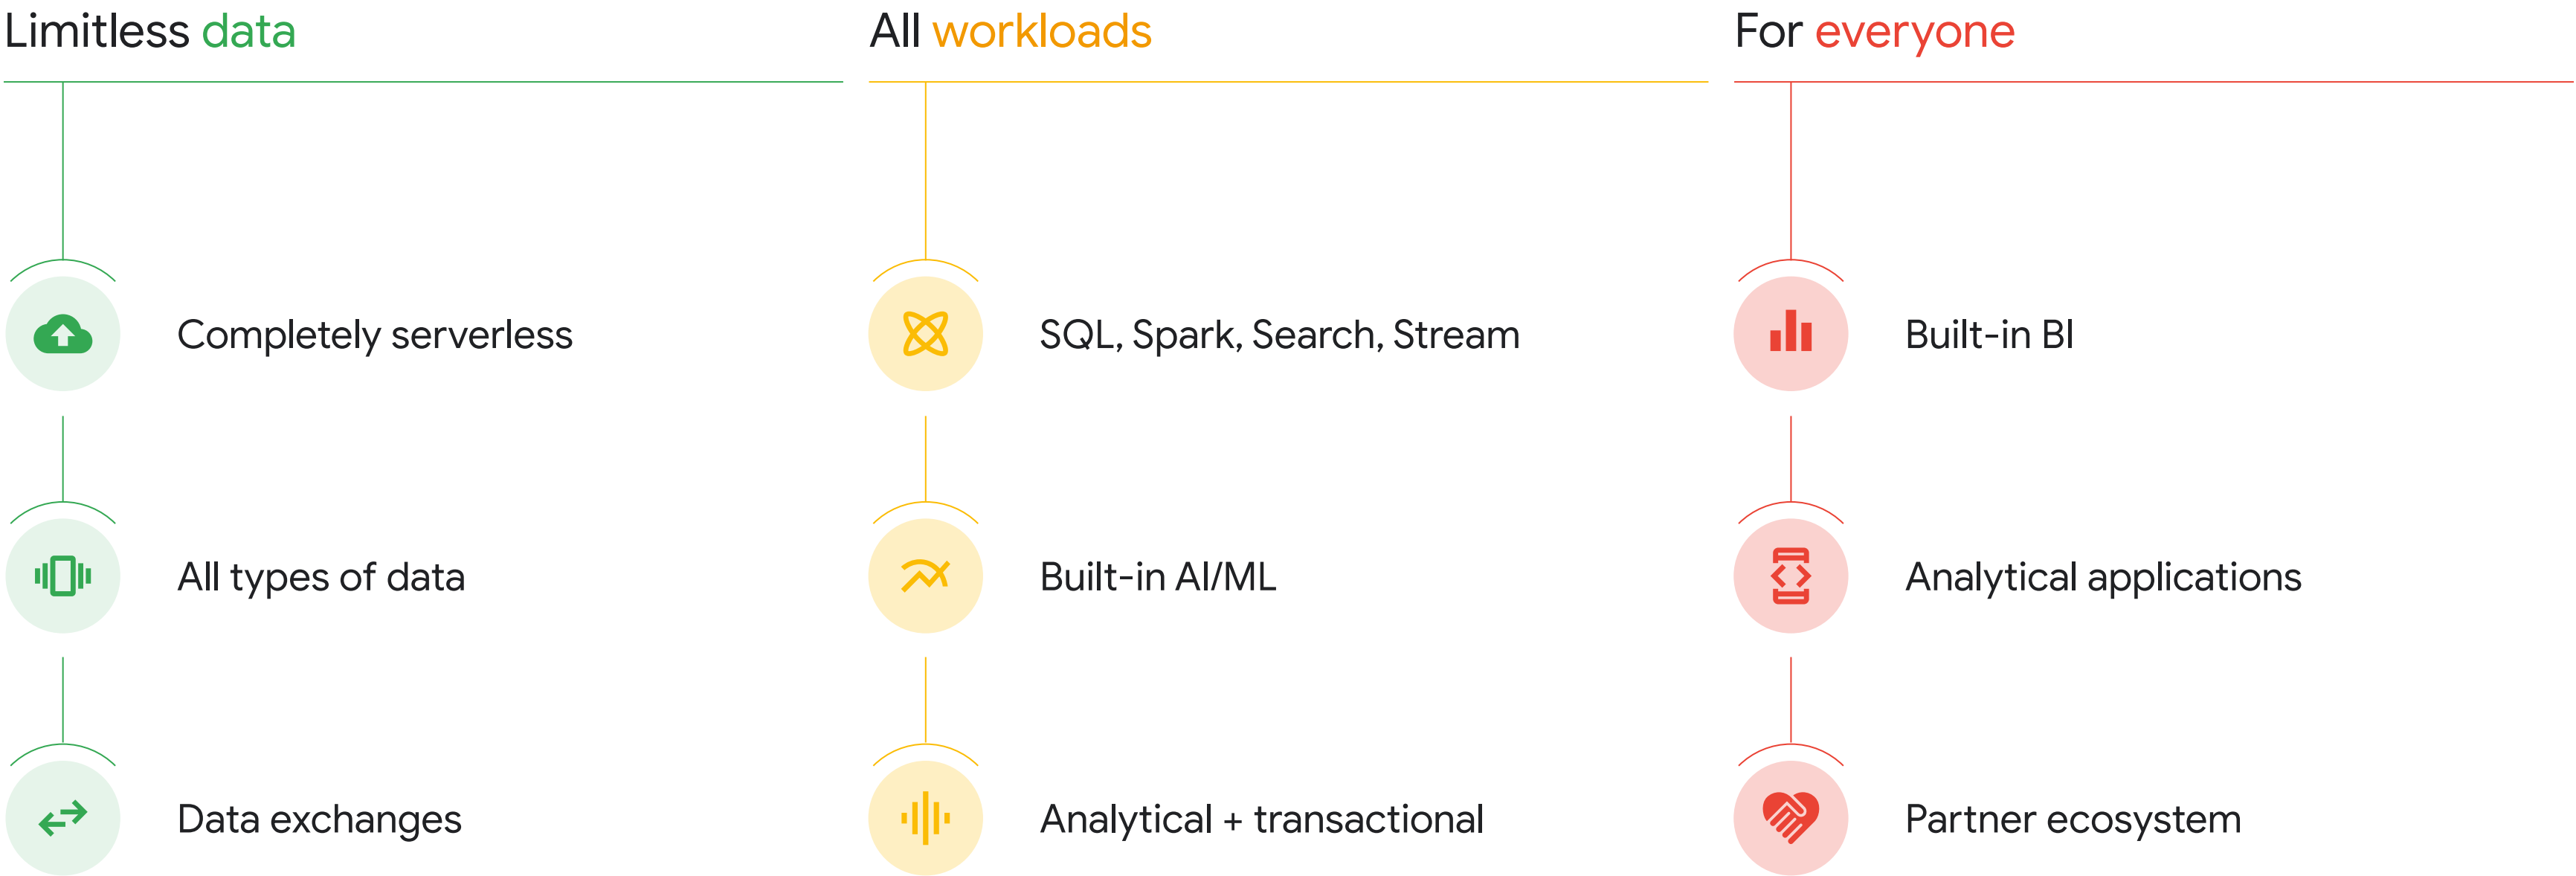 Limitless data
Completely serverless
All types of data
Data exchanges
All workloads
SQL, Spark, Search, Stream
Built-in AI/ML
Analytical + transactional
For everyone
Built-in BI
Analytical applications
Partner ecosystem